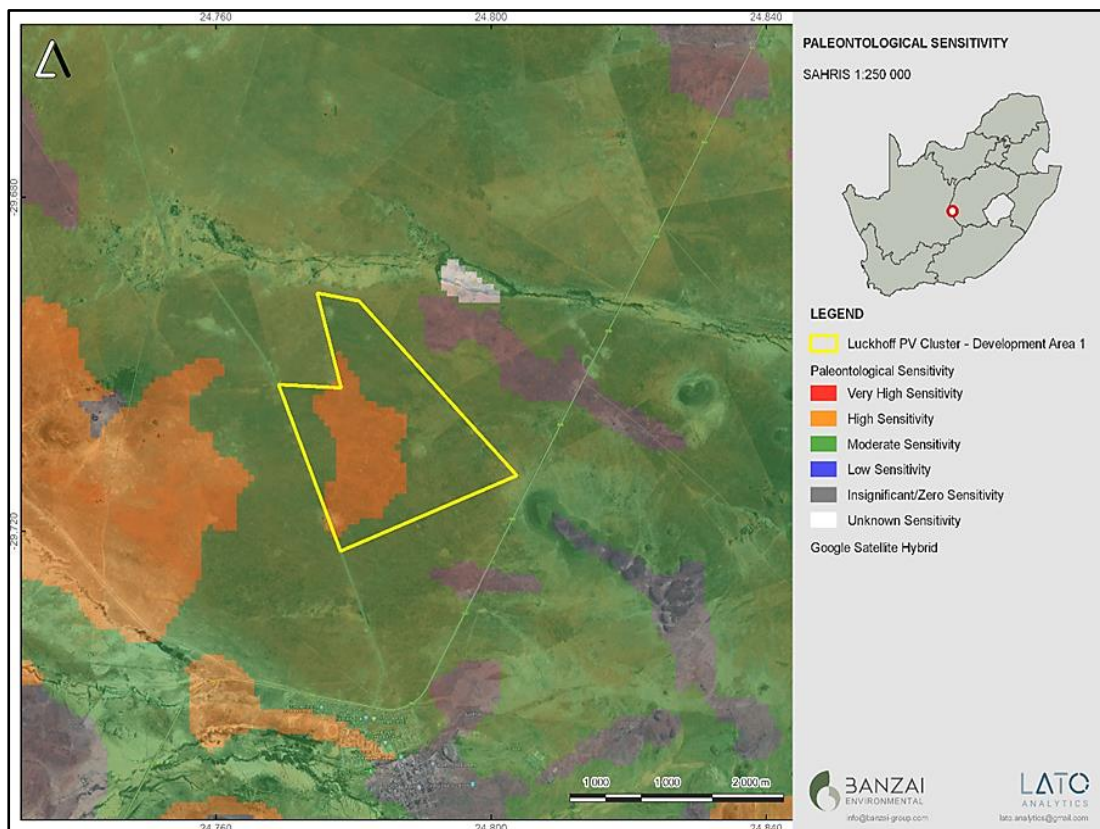 24.760
24.800
24.840
-29.680
-29.720
24.760
24.800
24.840
1 000
1 000
2 000 m
PALEONTOLOGICAL SENSITIVITY
SAHRIS 1:250 000
LEGEND
Luckhoff PV Cluster - Development Area 1
Paleontological Sensitivity
Very High Sensitivity
High Sensitivity
Moderate Sensitivity
Low Sensitivity
Insignificant/Zero Sensitivity
Unknown Sensitivity
Google Satellite Hybrid
BANZAI
ENVIRONMENTAL
info@banzai-group.com
LATO
ANALYTICS
lato.analytics@gmail.com